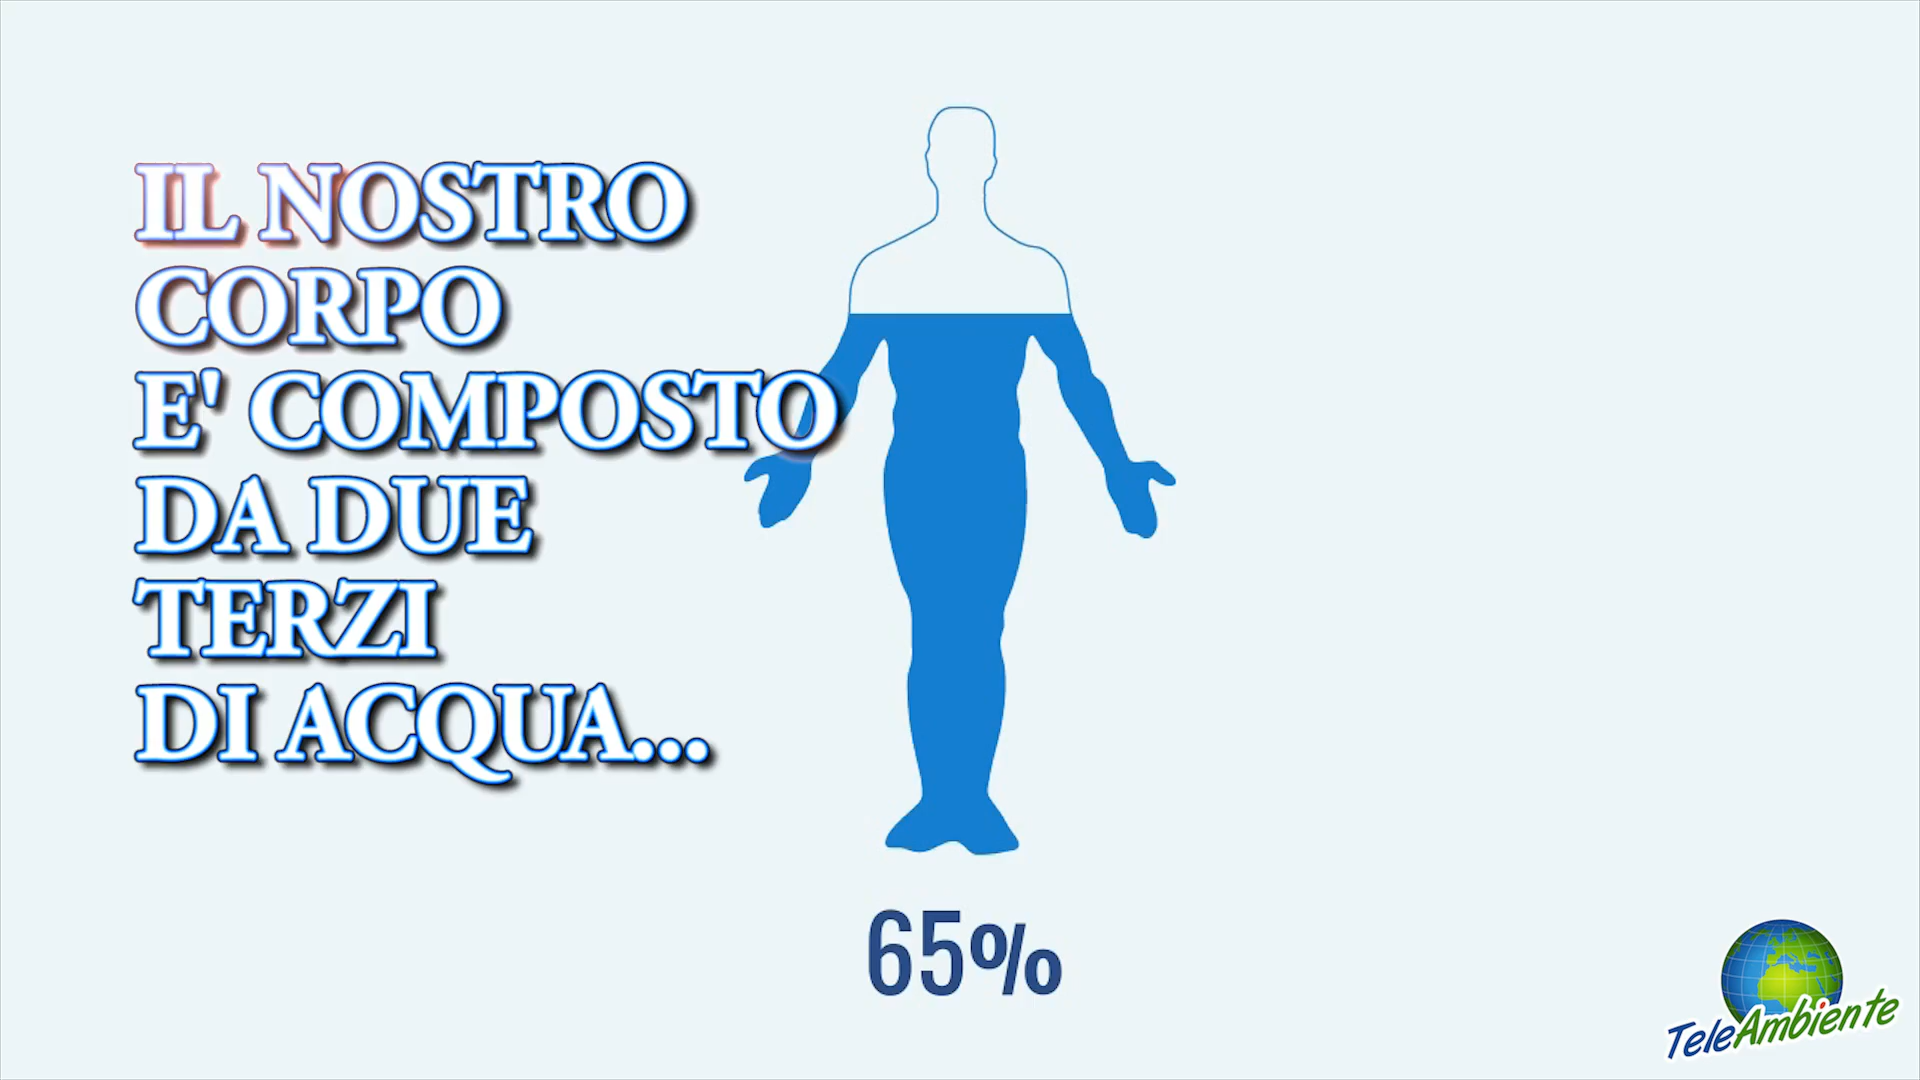 IL NOSTRO
CORPO
E' COMPOSTO
DA DUE
TERZI
DI ACQUA...
65%
TeleAmbiente